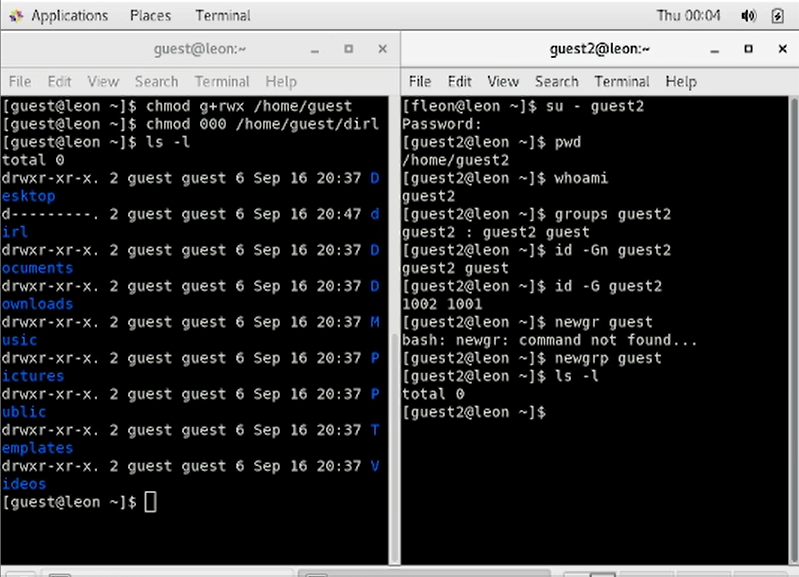 Applications Places Terminal Thu 00:04
guest@leon:~
File Edit View Search Terminal Help
[guest@leon ~]$ chmod g+rwx /home/guest
[guest@leon ~]$ chmod 000 /home/guest/dirl
[guest@leon ~]$ ls -l
total 0
drwxr-xr-x. 2 guest guest 6 Sep 16 20:37 D
esktop
d---------. 2 guest guest 6 Sep 16 20:47 d
irl
drwxr-xr-x. 2 guest guest 6 Sep 16 20:37 D
ocuments
drwxr-xr-x. 2 guest guest 6 Sep 16 20:37 D
ownloads
drwxr-xr-x. 2 guest guest 6 Sep 16 20:37 M
usic
drwxr-xr-x. 2 guest guest 6 Sep 16 20:37 P
ictures
drwxr-xr-x. 2 guest guest 6 Sep 16 20:37 P
ublic
drwxr-xr-x. 2 guest guest 6 Sep 16 20:37 T
emplates
drwxr-xr-x. 2 guest guest 6 Sep 16 20:37 V
ideos
[guest@leon ~]$
guest2@leon:~
File Edit View Search Terminal Help
[fleon@leon ~]$ su - guest2
Password:
[guest2@leon ~]$ pwd
/home/guest2
[guest2@leon ~]$ whoami
guest2
[guest2@leon ~]$ groups guest2
guest2 : guest2 guest
[guest2@leon ~]$ id -Gn guest2
guest2 guest
[guest2@leon ~]$ id -G guest2
1002 1001
[guest2@leon ~]$ newgr guest
bash: newgr: command not found...
[guest2@leon ~]$ newgrp guest
[guest2@leon ~]$ ls -l
total 0
[guest2@leon ~]$